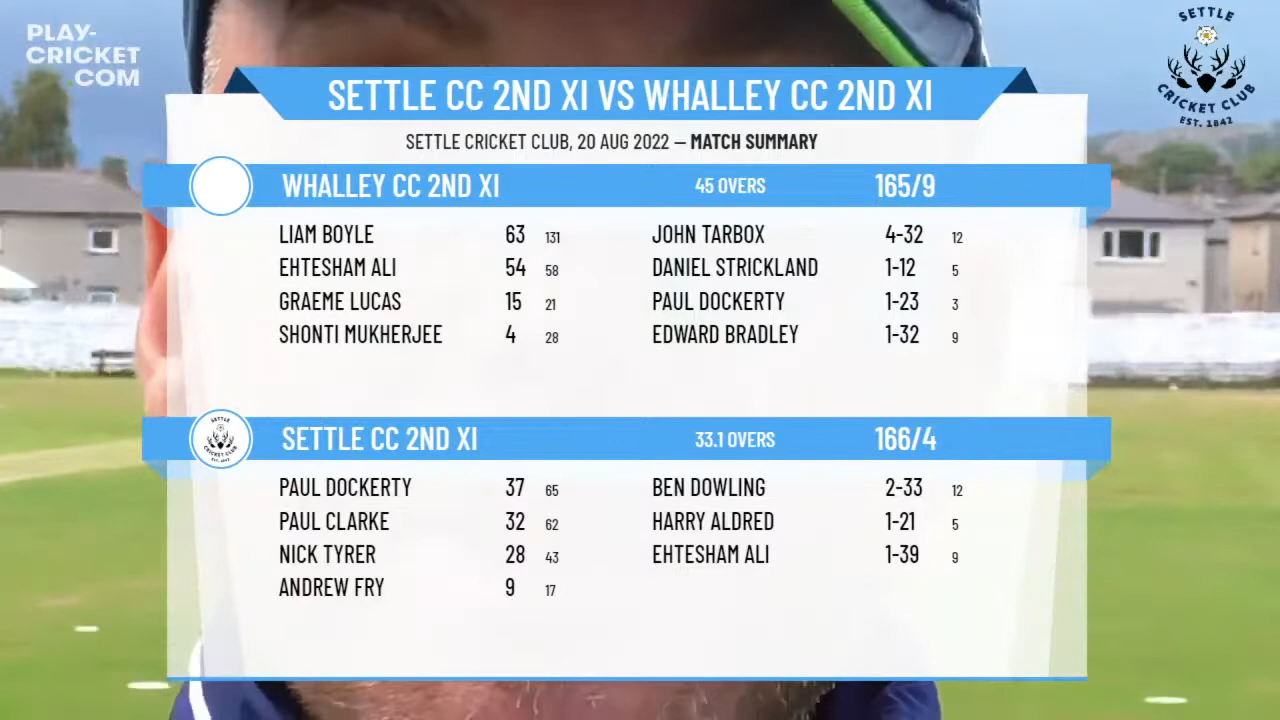 PLAY-
CRICKET
.COM
SETTLE
CRICKET CLUB
EST. 1842
SETTLE CC 2ND XI VS WHALLEY CC 2ND XI
SETTLE CRICKET CLUB, 20 AUG 2022 – MATCH SUMMARY
WHALLEY CC 2ND XI 45 OVERS 165/9
LIAM BOYLE 63 131 JOHN TARBOX 4-32 12
EHTESHAM ALI 54 58 DANIEL STRICKLAND 1-12 5
GRAEME LUCAS 15 21 PAUL DOCKERTY 1-23 3
SHONTI MUKHERJEE 4 28 EDWARD BRADLEY 1-32 9
SETTLE
CRICKET CLUB
EST. 1842
SETTLE CC 2ND XI 33.1 OVERS 166/4
PAUL DOCKERTY 37 65 BEN DOWLING 2-33 12
PAUL CLARKE 32 62 HARRY ALDRED 1-21 5
NICK TYRER 28 43 EHTESHAM ALI 1-39 9
ANDREW FRY 9 17